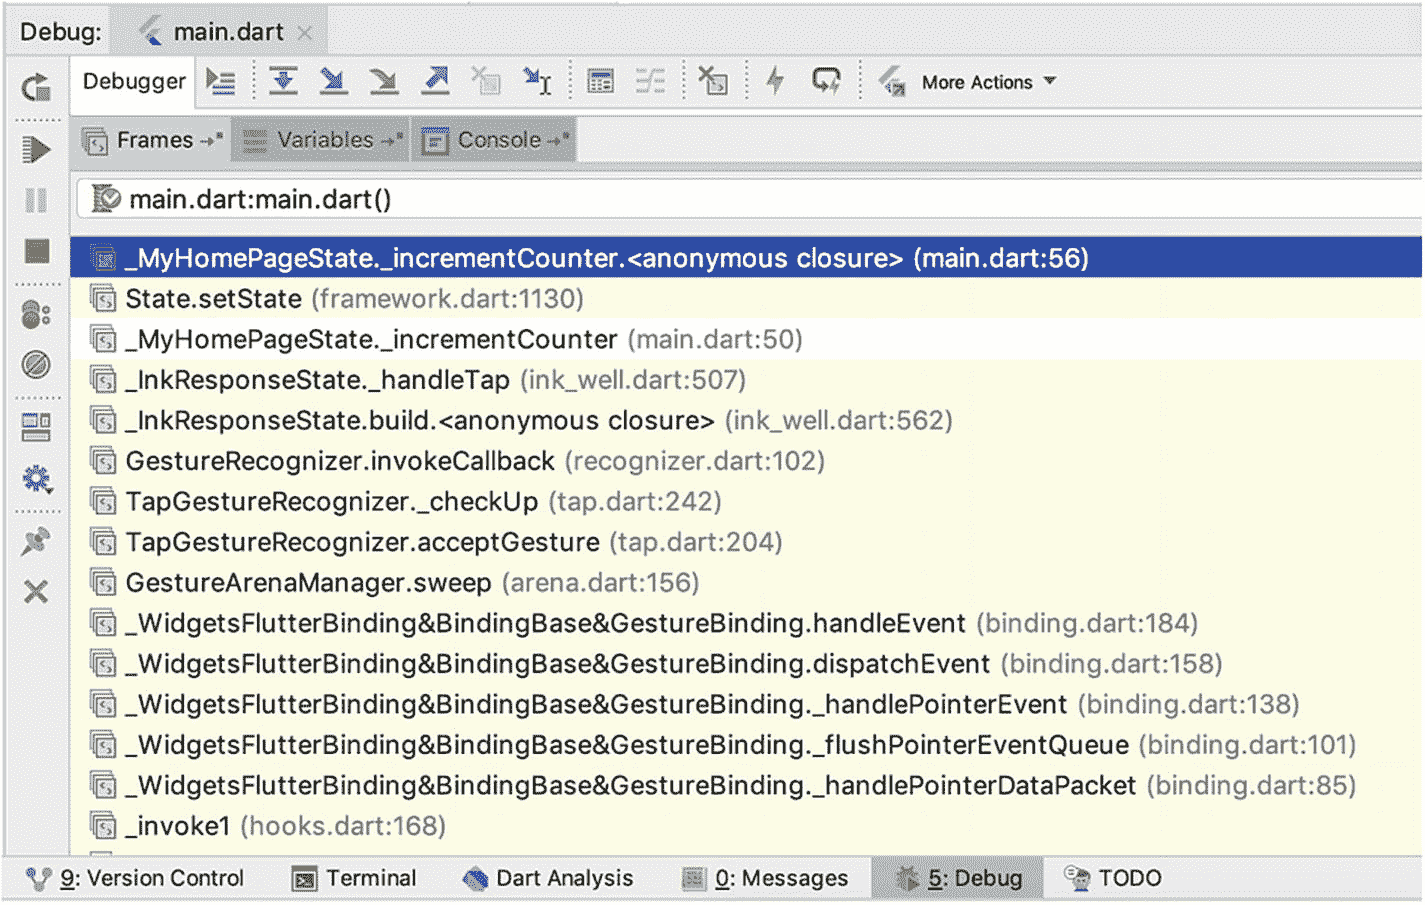 Debug: main.dart
Debugger More Actions
Frames Variables Console
main.dart:main.dart()
_MyHomePageState._incrementCounter.<anonymous closure> (main.dart:56)
State.setState (framework.dart:1130)
_MyHomePageState._incrementCounter (main.dart:50)
_InkResponseState._handleTap (ink_well.dart:507)
_InkResponseState.build.<anonymous closure> (ink_well.dart:562)
GestureRecognizer.invokeCallback (recognizer.dart:102)
TapGestureRecognizer._checkUp (tap.dart:242)
TapGestureRecognizer.acceptGesture (tap.dart:204)
GestureArenaManager.sweep (arena.dart:156)
_WidgetsFlutterBinding&BindingBase&GestureBinding.handleEvent (binding.dart:184)
_WidgetsFlutterBinding&BindingBase&GestureBinding.dispatchEvent (binding.dart:158)
_WidgetsFlutterBinding&BindingBase&GestureBinding._handlePointerEvent (binding.dart:138)
_WidgetsFlutterBinding&BindingBase&GestureBinding._flushPointerEventQueue (binding.dart:101)
_WidgetsFlutterBinding&BindingBase&GestureBinding._handlePointerDataPacket (binding.dart:85)
_invoke1 (hooks.dart:168)
9: Version Control Terminal Dart Analysis 0: Messages 5: Debug TODO